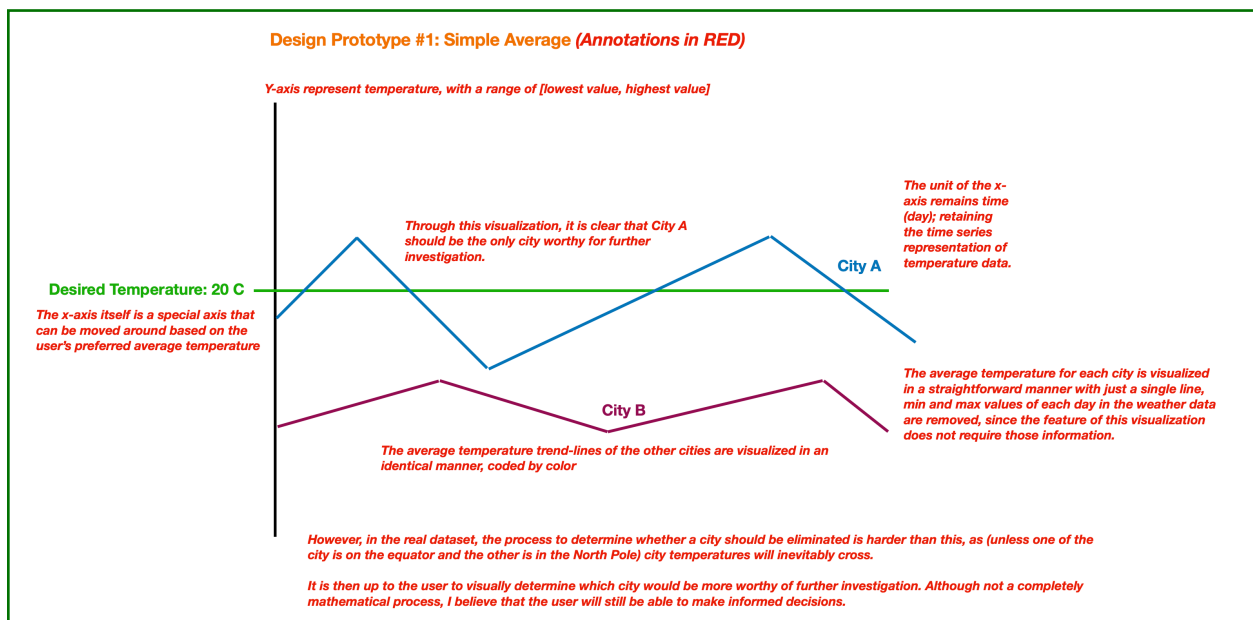 Design Prototype #1: Simple Average (Annotations in RED)
Y-axis represent temperature, with a range of [lowest value, highest value]
The unit of the x-
axis remains time
(day); retaining
the time series
representation of
temperature data.
Through this visualization, it is clear that City A
should be the only city worthy for further
investigation.
City A
Desired Temperature: 20 C
The x-axis itself is a special axis that
can be moved around based on the
user's preferred average temperature
The average temperature for each city is visualized
in a straightforward manner with just a single line,
min and max values of each day in the weather data
are removed, since the feature of this visualization
does not require those information.
City B
The average temperature trend-lines of the other cities are visualized in an
identical manner, coded by color
However, in the real dataset, the process to determine whether a city should be eliminated is harder than this, as (unless one of the
city is on the equator and the other is in the North Pole) city temperatures will inevitably cross.
It is then up to the user to visually determine which city would be more worthy of further investigation. Although not a completely
mathematical process, I believe that the user will still be able to make informed decisions.